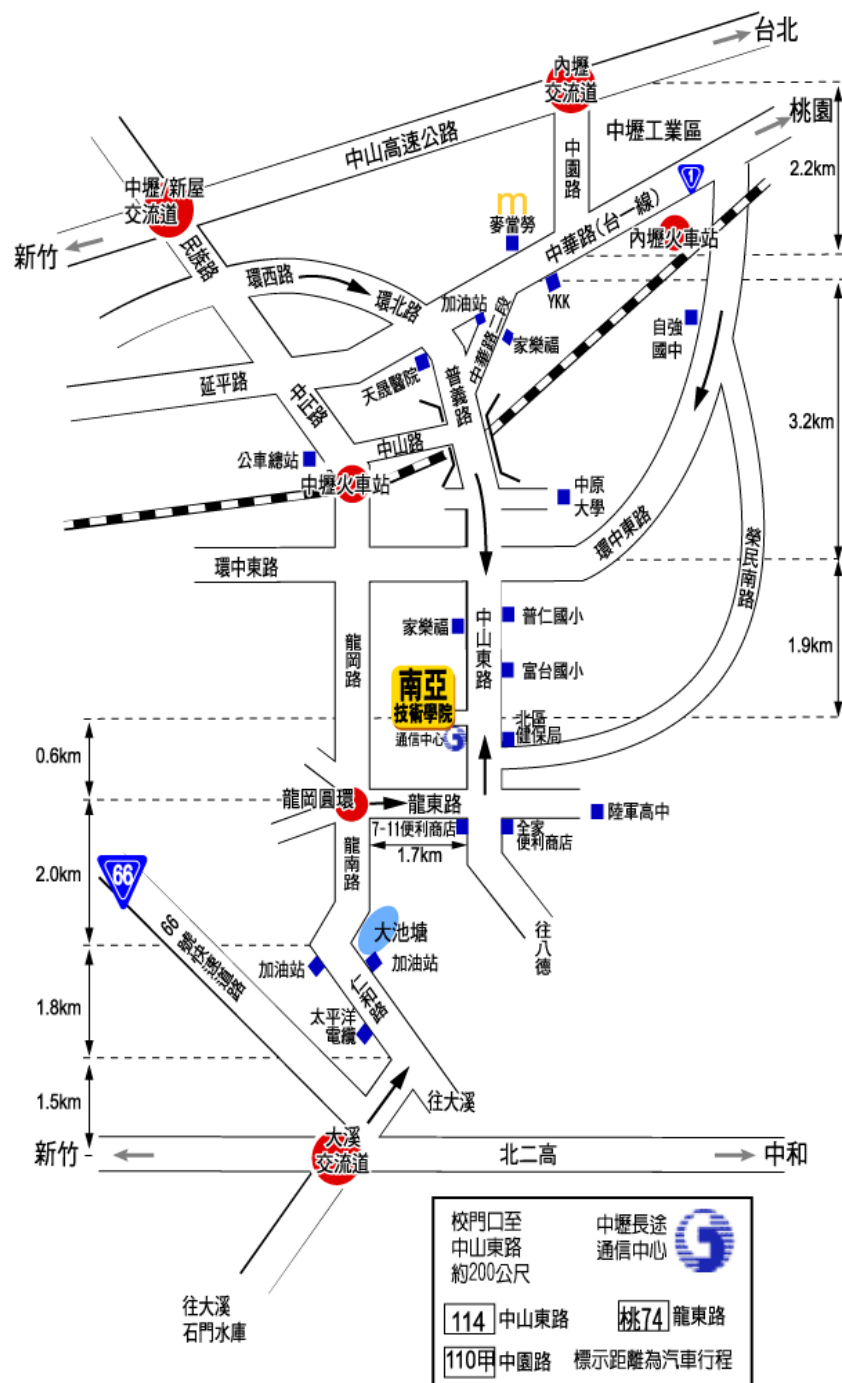 台北
內壢
交流道
桃園
中壢工業區
中山高速公路
中園路
2.2km
1
中壢/新屋
交流道
m
麥當勞
中華路(台一線)
內壢火車站
新竹
民族路
環西路
環北路
加油站
YKK
自強
國中
中華路二段
家樂福
延平路
天晟醫院
普義路
中正路
3.2km
中山路
公車總站
中壢火車站
中原
大學
環中東路
環中東路
榮民南路
龍岡路
家樂福
中山東路
普仁國小
1.9km
富台國小
南亞
技術學院
通信中心
北區
健保局
0.6km
龍岡圓環
龍東路
陸軍高中
7-11便利商店
全家
便利商店
1.7km
龍南路
2.0km
66
66號快速道路
大池塘
往八德
加油站
加油站
仁和路
太平洋
電纜
1.8km
往大溪
1.5km
新竹
大溪
交流道
北二高
中和
校門口至
中山東路
約200公尺
中壢長途
通信中心
往大溪
石門水庫
114 中山東路
桃74 龍東路
110甲 中園路
標示距離為汽車行程